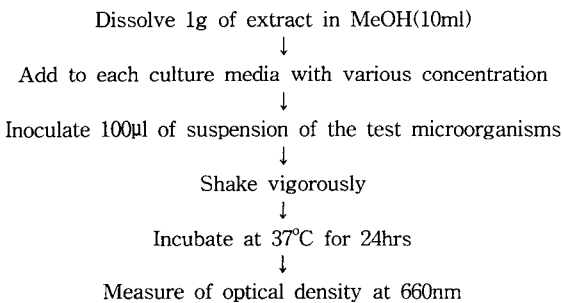 Dissolve 1g of extract in MeOH(10ml)
↓
Add to each culture media with various concentration
↓
Inoculate 100μl of suspension of the test microorganisms
↓
Shake vigorously
↓
Incubate at 37°C for 24hrs
↓
Measure of optical density at 660nm